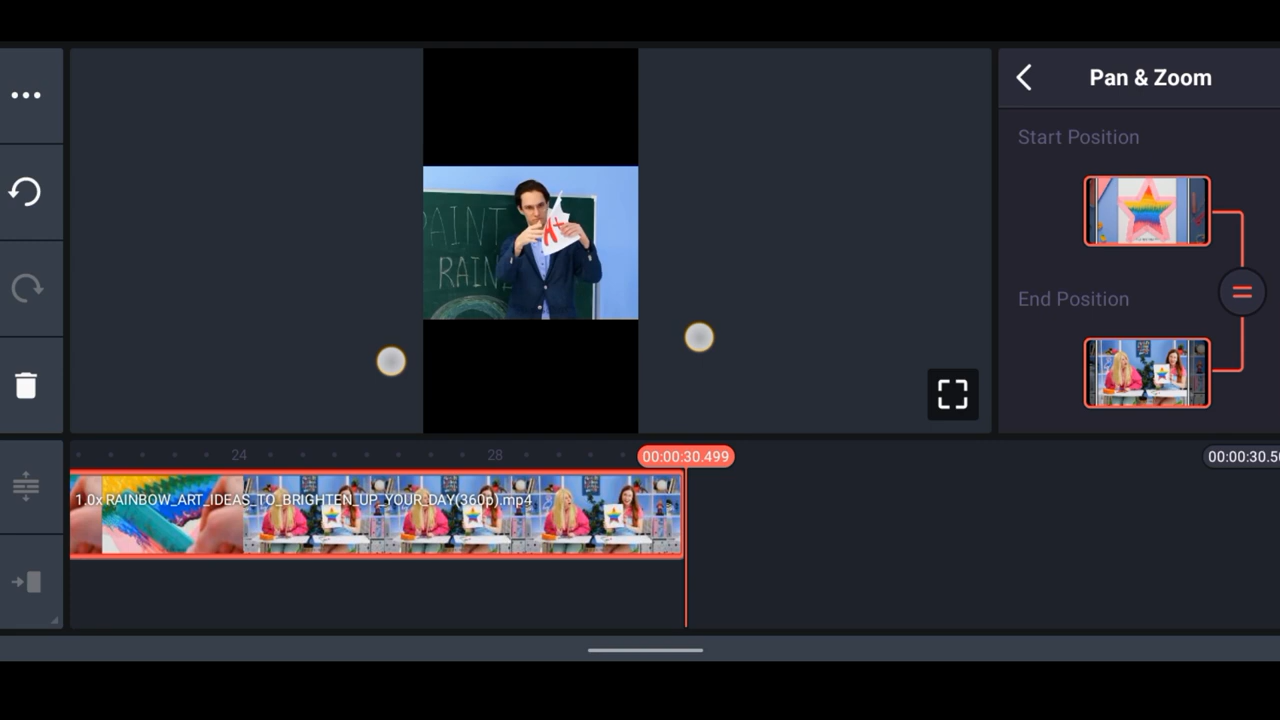 Pan & Zoom
Start Position
End Position
PAINT
RAIN
A+
24
28
00:00:30.499
00:00:30.50
1.0x RAINBOW_ART_IDEAS_TO_BRIGHTEN_UP_YOUR_DAY(360p).mp4